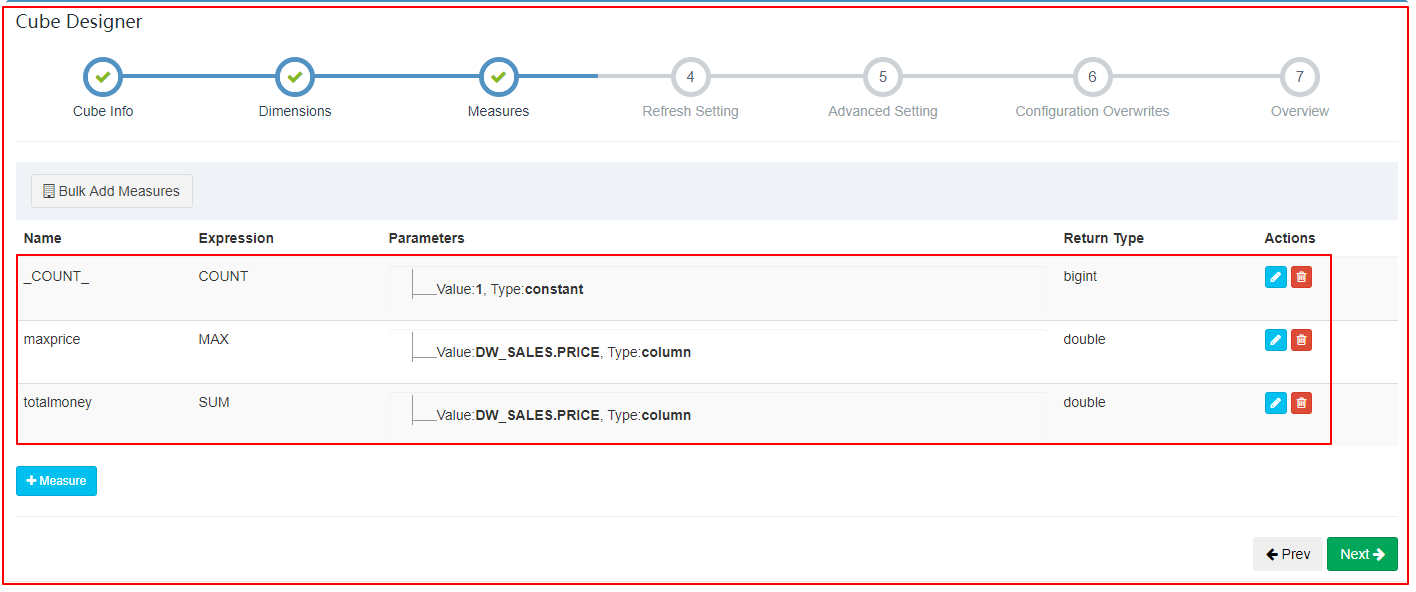 Cube Designer
4 5 6 7
Cube Info Dimensions Measures Refresh Setting Advanced Setting Configuration Overwrites Overview
Bulk Add Measures
Name Expression Parameters Return Type Actions
_COUNT_ COUNT Value:1, Type:constant bigint
maxprice MAX Value:DW_SALES.PRICE, Type:column double
totalmoney SUM Value:DW_SALES.PRICE, Type:column double
+ Measure
Prev Next